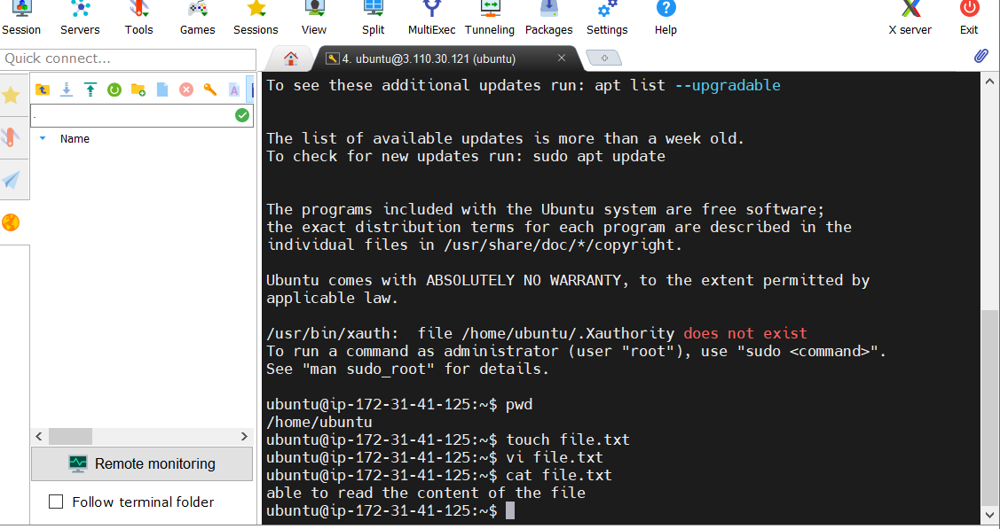 Session Servers Tools Games Sessions View Split MultiExec Tunneling Packages Settings Help X server Exit
Quick connect...
4. ubuntu@3.110.30.121 (ubuntu)
.
Name
Remote monitoring
Follow terminal folder
To see these additional updates run: apt list --upgradable
The list of available updates is more than a week old.
To check for new updates run: sudo apt update
The programs included with the Ubuntu system are free software;
the exact distribution terms for each program are described in the
individual files in /usr/share/doc/*/copyright.
Ubuntu comes with ABSOLUTELY NO WARRANTY, to the extent permitted by
applicable law.
/usr/bin/xauth:  file /home/ubuntu/.Xauthority does not exist
To run a command as administrator (user "root"), use "sudo <command>".
See "man sudo_root" for details.
ubuntu@ip-172-31-41-125:~$ pwd
/home/ubuntu
ubuntu@ip-172-31-41-125:~$ touch file.txt
ubuntu@ip-172-31-41-125:~$ vi file.txt
ubuntu@ip-172-31-41-125:~$ cat file.txt
able to read the content of the file
ubuntu@ip-172-31-41-125:~$